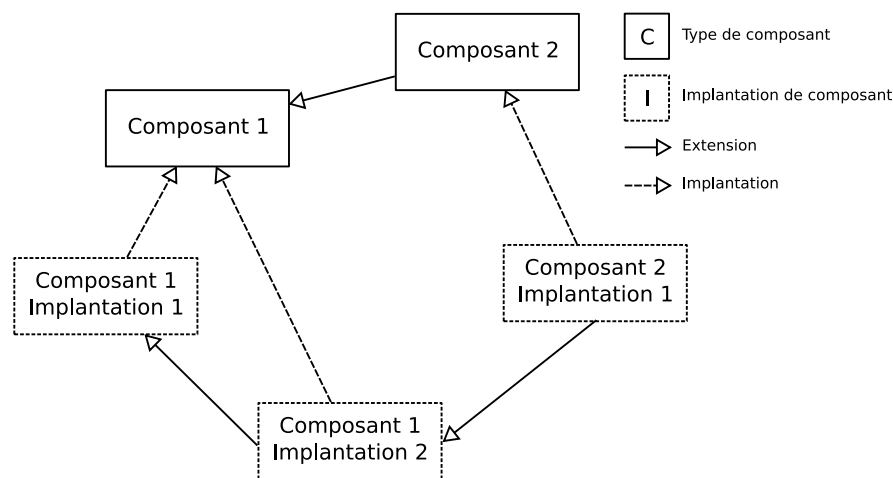 Composant 2
Composant 1
Composant 1
Implantation 1
Composant 2
Implantation 1
Composant 1
Implantation 2
C
Type de composant
I
Implantation de composant
Extension
Implantation